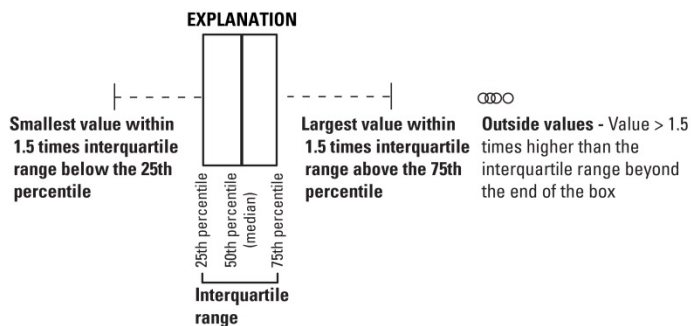 EXPLANATION
Smallest value within
1.5 times interquartile
range below the 25th
percentile
Largest value within
1.5 times interquartile
range above the 75th
percentile
Outside values - Value > 1.5
times higher than the
interquartile range beyond
the end of the box
25th percentile
50th percentile
(median)
75th percentile
Interquartile
range